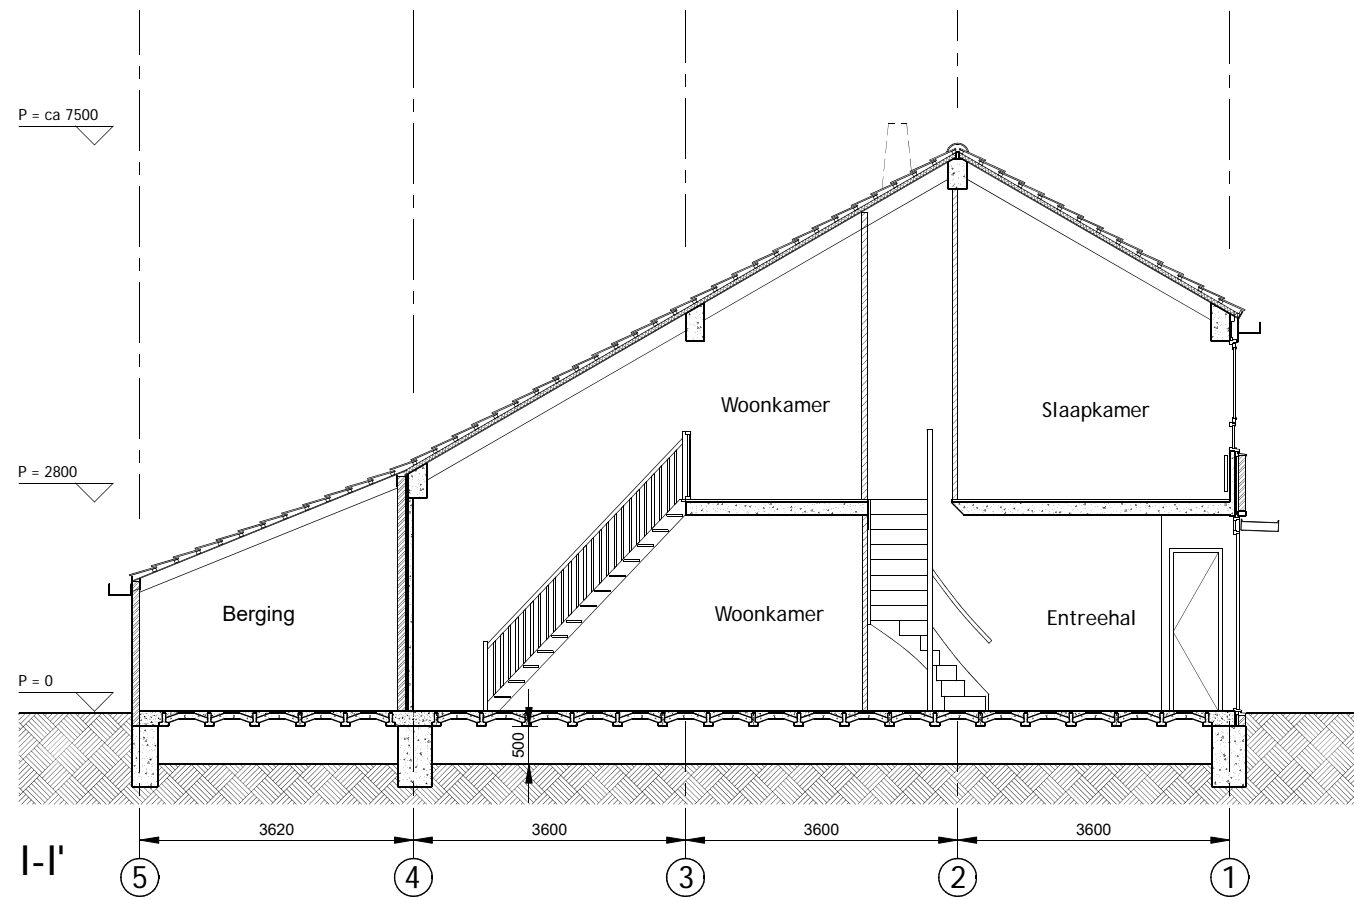 P = ca 7500
Woonkamer
Slaapkamer
P = 2800
Berging
Woonkamer
Entreehal
P = 0
500
3620
3600
3600
3600
I-I'
5
4
3
2
1